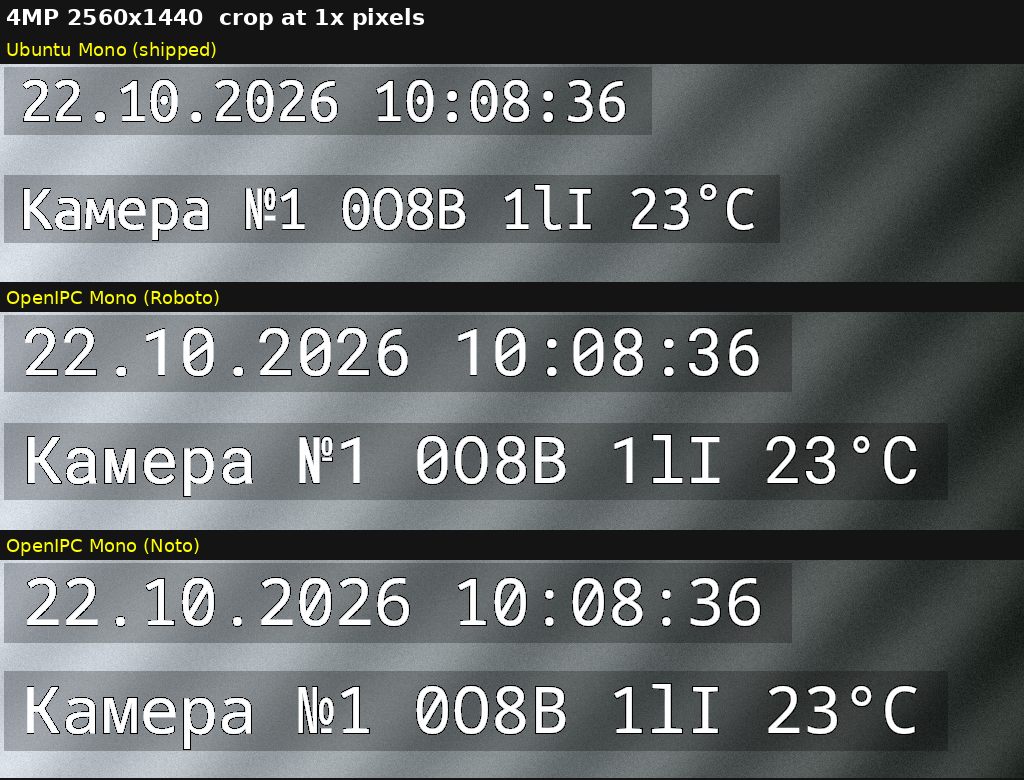 4MP 2560x1440 crop at 1x pixels
Ubuntu Mono (shipped)
22.10.2026 10:08:36
Камера №1 0O8B 1lI 23°C
OpenIPC Mono (Roboto)
22.10.2026 10:08:36
Камера №1 0O8B 1lI 23°C
OpenIPC Mono (Noto)
22.10.2026 10:08:36
Камера №1 0O8B 1lI 23°C